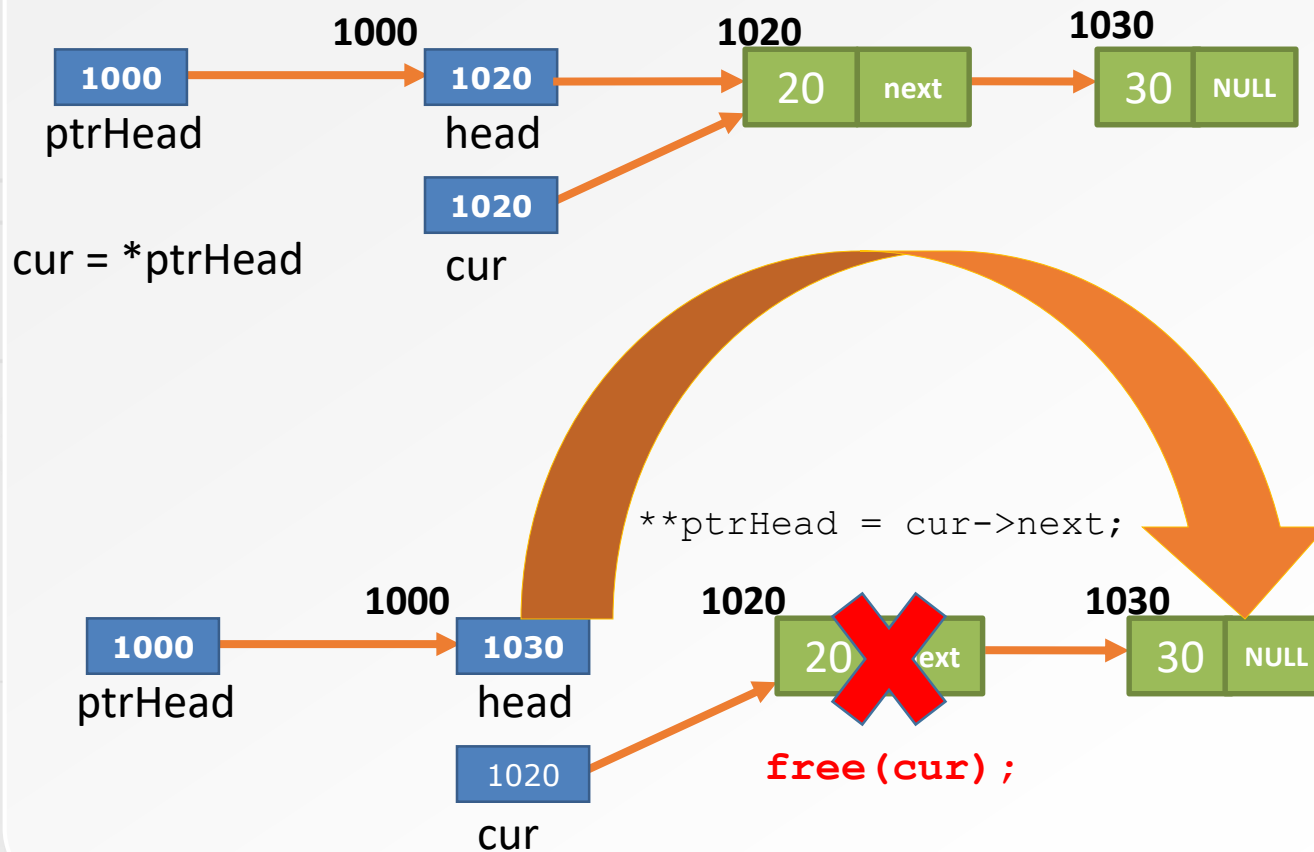 1000 1020 1030
1000 1020 20 next 30 NULL
ptrHead head
1020
cur = *ptrHead cur
**ptrHead = cur->next;
1000 1020 1030
1000 1030 20 ext 30 NULL
ptrHead head
1020 free(cur);
cur